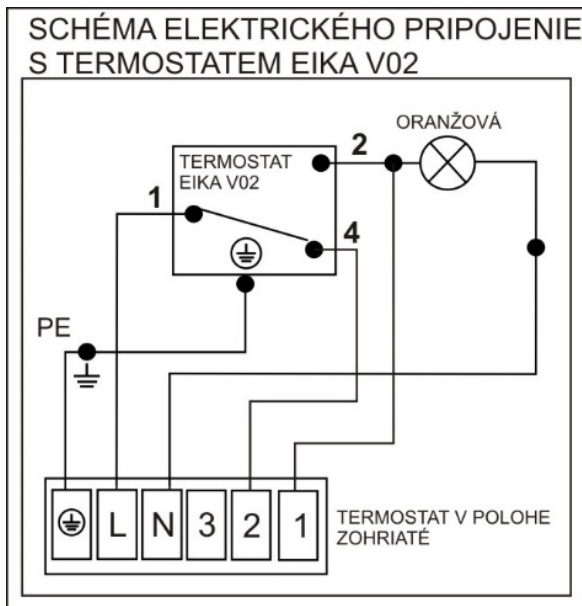 SCHÉMA ELEKTRICKÉHO PRIPOJENIE
S TERMOSTATEM EIKA V02
ORANŽOVÁ
2
TERMOSTAT
EIKA V02
1
4
PE
L N 3 2 1
TERMOSTAT V POLOHE
ZOHRIATÉ